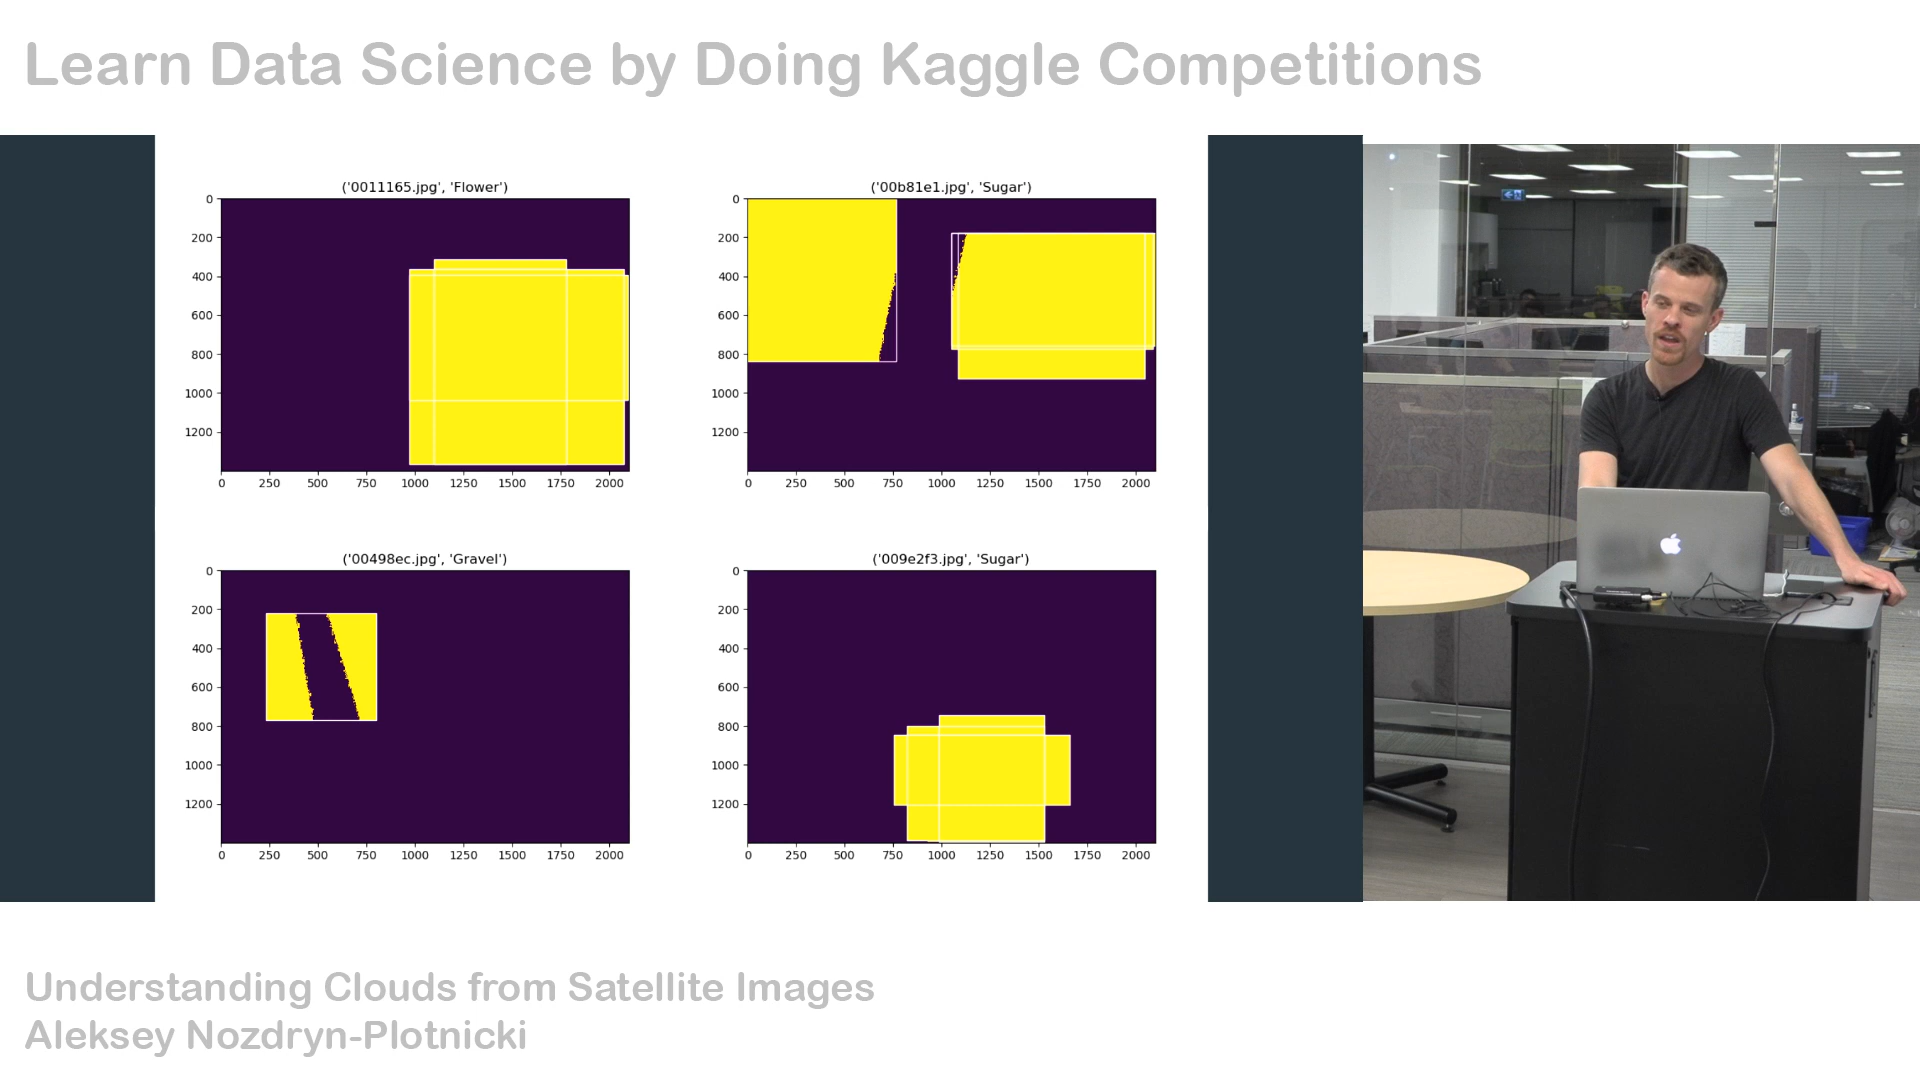 Learn Data Science by Doing Kaggle Competitions
('0011165.jpg', 'Flower')
0
200
400
600
800
1000
1200
0 250 500 750 1000 1250 1500 1750 2000
('00b81e1.jpg', 'Sugar')
0
200
400
600
800
1000
1200
0 250 500 750 1000 1250 1500 1750 2000
('00498ec.jpg', 'Gravel')
0
200
400
600
800
1000
1200
0 250 500 750 1000 1250 1500 1750 2000
('009e2f3.jpg', 'Sugar')
0
200
400
600
800
1000
1200
0 250 500 750 1000 1250 1500 1750 2000
Understanding Clouds from Satellite Images
Aleksey Nozdryn-Plotnicki